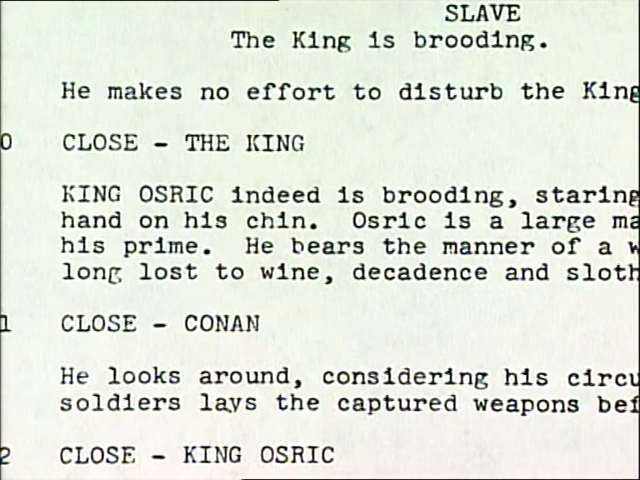 SLAVE
The King is brooding.
He makes no effort to disturb the King
0 CLOSE - THE KING
KING OSRIC indeed is brooding, staring
hand on his chin. Osric is a large ma
his prime. He bears the manner of a w
long lost to wine, decadence and sloth
1 CLOSE - CONAN
He looks around, considering his circu
soldiers lays the captured weapons bef
2 CLOSE - KING OSRIC